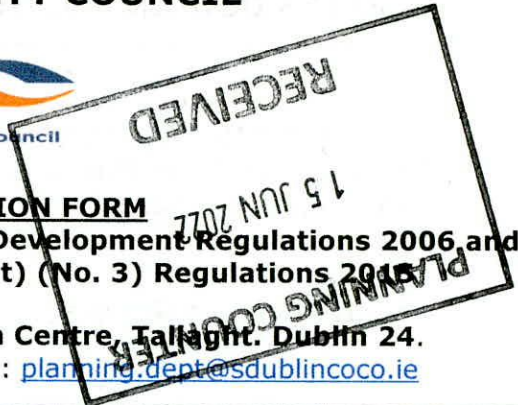 COUNCIL
ouncil
PLANNING COUNTER
15 JUN 2022
RECEIVED
ION FORM
Development Regulations 2006 and
t) (No. 3) Regulations
Centre, Tallaght. Dublin 24.
: planning.dept@sdublincoco.ie